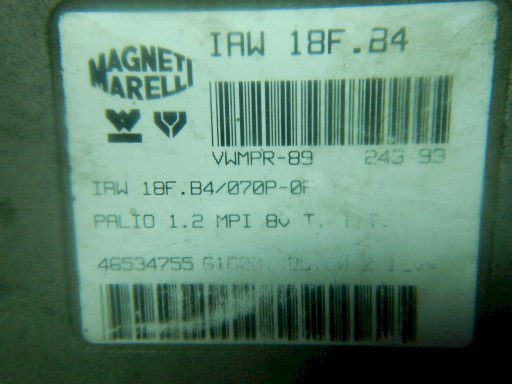 IAW 18F.B4
MAGNETI
MARELLI
VWMPR-89 243 93
IAW 18F.B4/070P-0
PALIO 1.2 MPI 8v T.
46534755